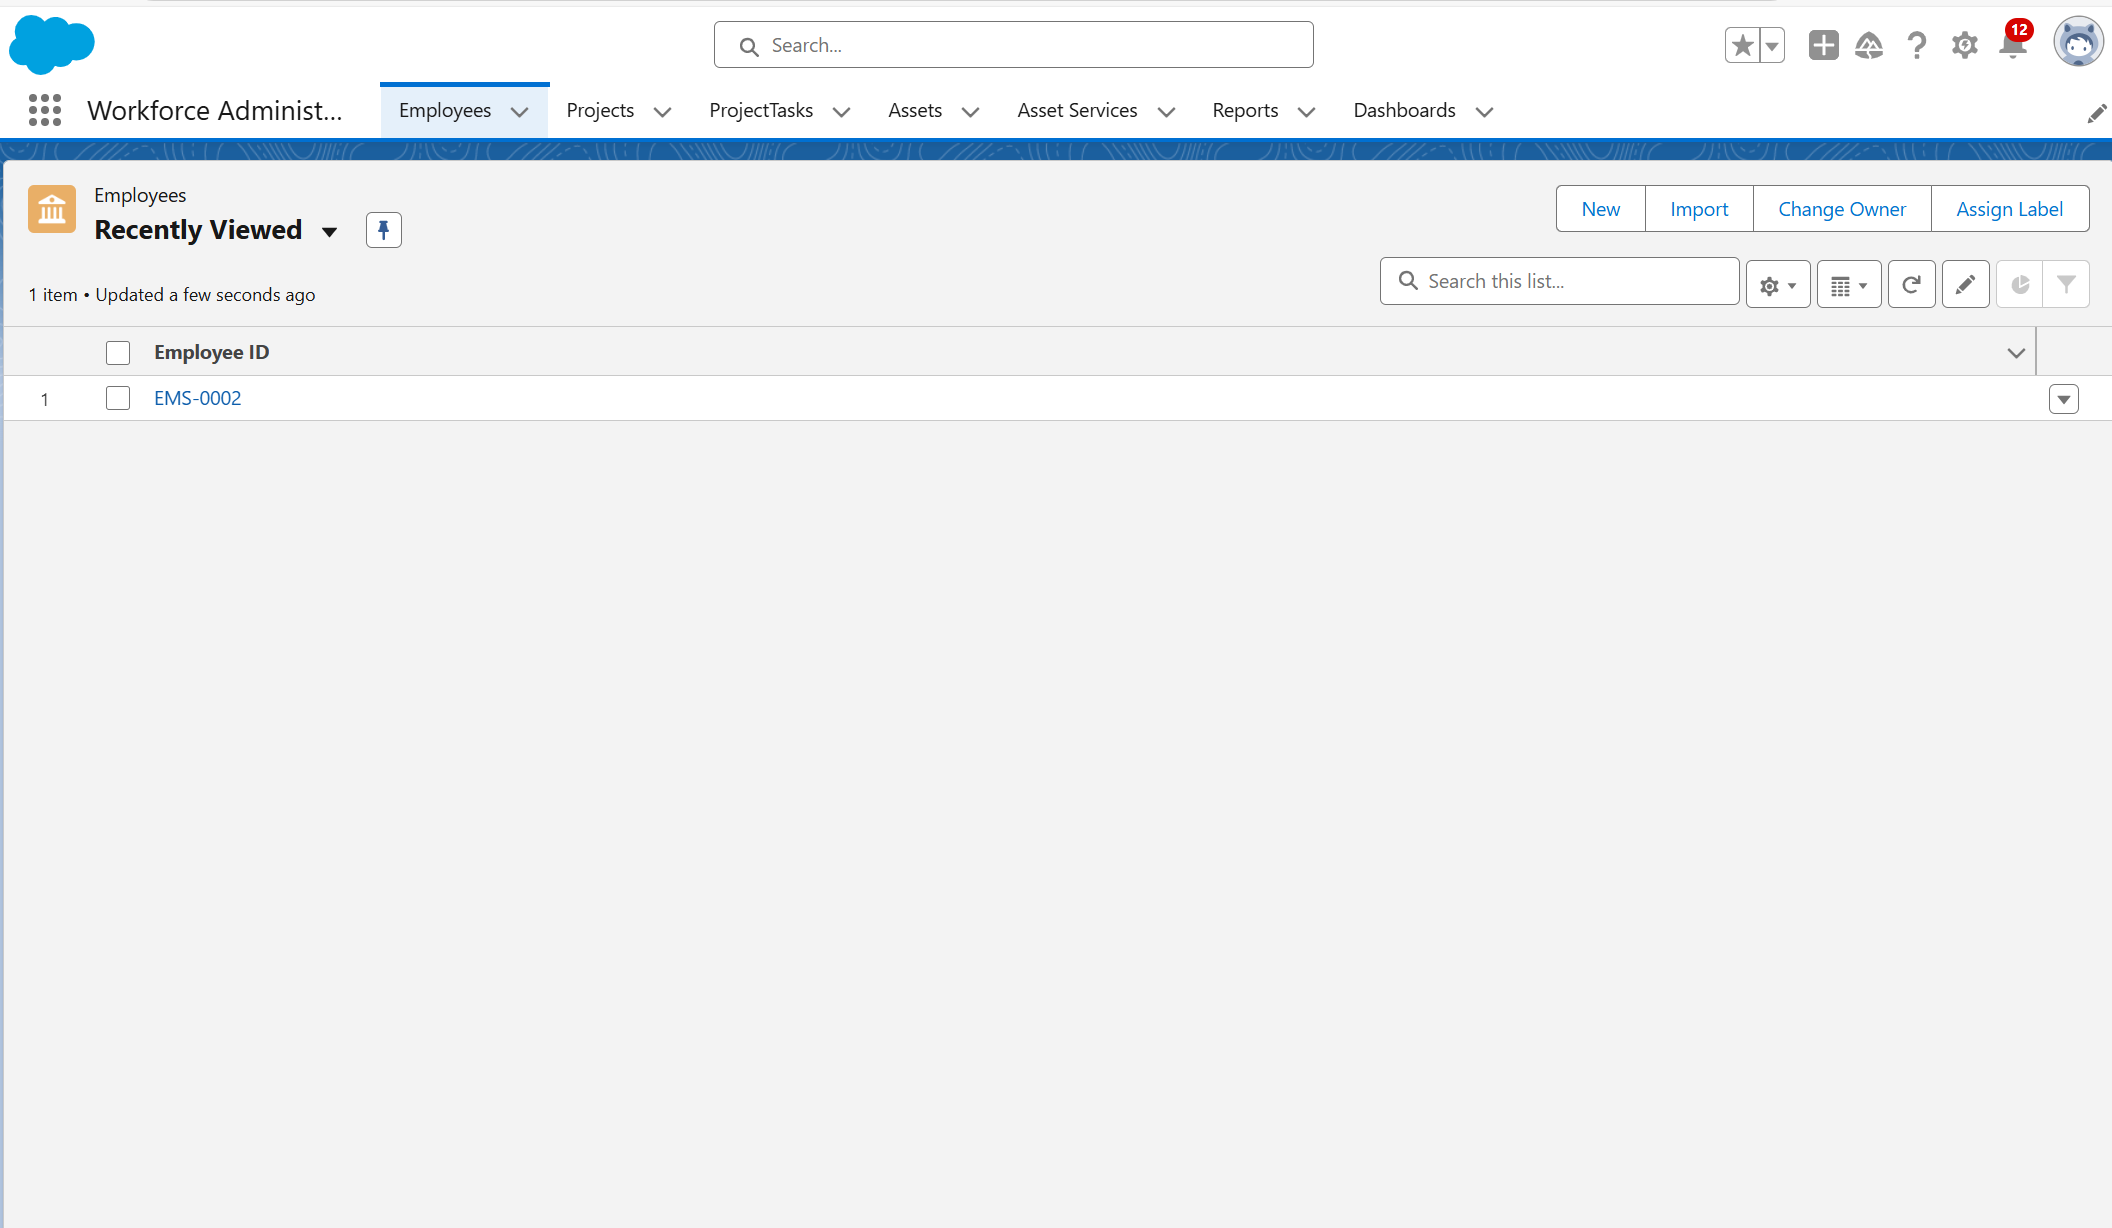 Search...
12
Workforce Administ...
Employees
Projects
ProjectTasks
Assets
Asset Services
Reports
Dashboards
Employees
Recently Viewed
New
Import
Change Owner
Assign Label
1 item • Updated a few seconds ago
Search this list...
Employee ID
1
EMS-0002